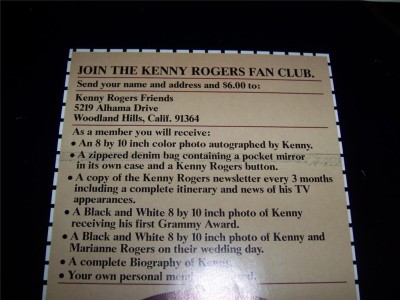 JOIN THE KENNY ROGERS FAN CLUB.
Send your name and address and $6.00 to:
Kenny Rogers Friends
5219 Alhama Drive
Woodland Hills, Calif. 91364
As a member you will receive:
• An 8 by 10 inch color photo autographed by Kenny.
• A zippered denim bag containing a pocket mirror
in its own case and a Kenny Rogers button.
• A copy of the Kenny Rogers newsletter every 3 months
including a complete itinerary and news of his TV
appearances.
• A Black and White 8 by 10 inch photo of Kenny
receiving his first Grammy Award.
• A Black and White 8 by 10 inch photo of Kenny and
Marianne Rogers on their wedding day.
• A complete Biography of Kenny.
• Your own personal